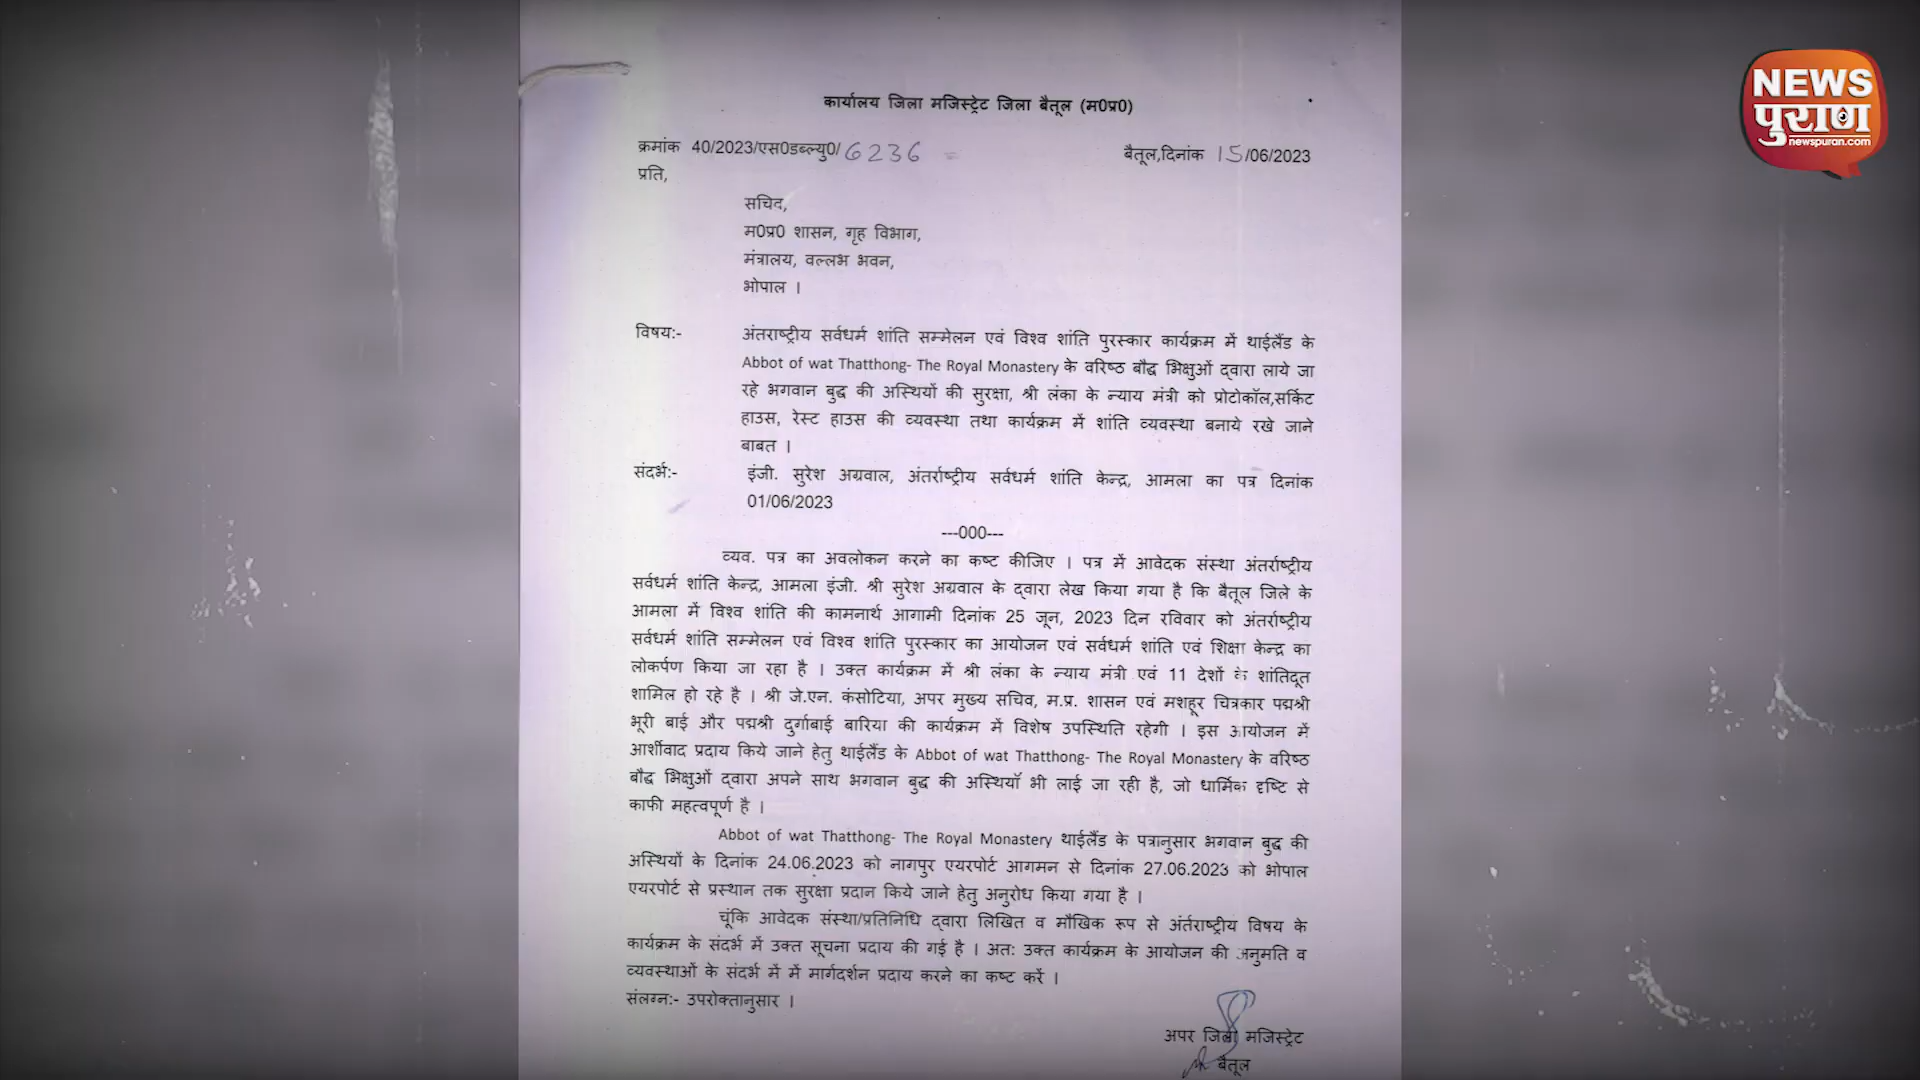 कार्यालय जिला मजिस्ट्रेट जिला बैतूल (म0प्र0)
क्रमांक 40/2023/एस0डब्ल्यु0/6236
बैतूल,दिनांक 15/06/2023
प्रति,
सचिद,
म0प्र0 शासन, गृह विभाग,
मंत्रालय, वल्लभ भवन,
भोपाल ।
विषय:- अंतराष्ट्रीय सर्वधर्म शांति सम्मेलन एवं विश्व शांति पुरस्कार कार्यक्रम में थाईलैंड के
Abbot of wat Thatthong- The Royal Monastery के वरिष्ठ बौद्ध भिक्षुओं द्वारा लाये जा
रहे भगवान बुद्ध की अस्थियों की सुरक्षा, श्री लंका के न्याय मंत्री को प्रोटोकॉल,सर्किट
हाउस, रेस्ट हाउस की व्यवस्था तथा कार्यक्रम में शांति व्यवस्था बनाये रखे जाने
बाबत ।
संदर्भ:- इंजी. सुरेश अग्रवाल, अंतर्राष्ट्रीय सर्वधर्म शांति केन्द्र, आमला का पत्र दिनांक
01/06/2023
---000---
व्यव. पत्र का अवलोकन करने का कष्ट कीजिए । पत्र में आवेदक संस्था अंतर्राष्ट्रीय
सर्वधर्म शांति केन्द्र, आमला इंजी. श्री सुरेश अग्रवाल के द्वारा लेख किया गया है कि बैतूल जिले के
आमला में विश्व शांति की कामनार्थ आगामी दिनांक 25 जून, 2023 दिन रविवार को अंतर्राष्ट्रीय
सर्वधर्म शांति सम्मेलन एवं विश्व शांति पुरस्कार का आयोजन एवं सर्वधर्म शांति एवं शिक्षा केन्द्र का
लोकर्पण किया जा रहा है । उक्त कार्यक्रम में श्री लंका के न्याय मंत्री एवं 11 देशों के शांतिदूत
शामिल हो रहे है । श्री जे.एन. कंसोटिया, अपर मुख्य सचिव, म.प्र. शासन एवं मशहूर चित्रकार पद्मश्री
भूरी बाई और पद्मश्री दुर्गाबाई बारिया की कार्यक्रम में विशेष उपस्थिति रहेगी । इस आयोजन में
आर्शीवाद प्रदाय किये जाने हेतु थाईलैंड के Abbot of wat Thatthong- The Royal Monastery के वरिष्ठ
बौद्ध भिक्षुओं द्वारा अपने साथ भगवान बुद्ध की अस्थियॉ भी लाई जा रही है, जो धार्मिक दृष्टि से
काफी महत्वपूर्ण है ।
Abbot of wat Thatthong- The Royal Monastery थाईलैंड के पत्रानुसार भगवान बुद्ध की
अस्थियों के दिनांक 24.06.2023 को नागपुर एयरपोर्ट आगमन से दिनांक 27.06.2023 को भोपाल
एयरपोर्ट से प्रस्थान तक सुरक्षा प्रदान किये जाने हेतु अनुरोध किया गया है ।
चूंकि आवेदक संस्था/प्रतिनिधि द्वारा लिखित व मौखिक रूप से अंर्तराष्ट्रीय विषय के
कार्यक्रम के संदर्भ में उक्त सूचना प्रदाय की गई है । अत: उक्त कार्यक्रम के आयोजन की अनुमति व
व्यवस्थाओं के संदर्भ में में मार्गदर्शन प्रदाय करने का कष्ट करें ।
संलग्न:- उपरोक्तानुसार ।
अपर जिला मजिस्ट्रेट
बैतूल
NEWS
पुराण
newspuran.com